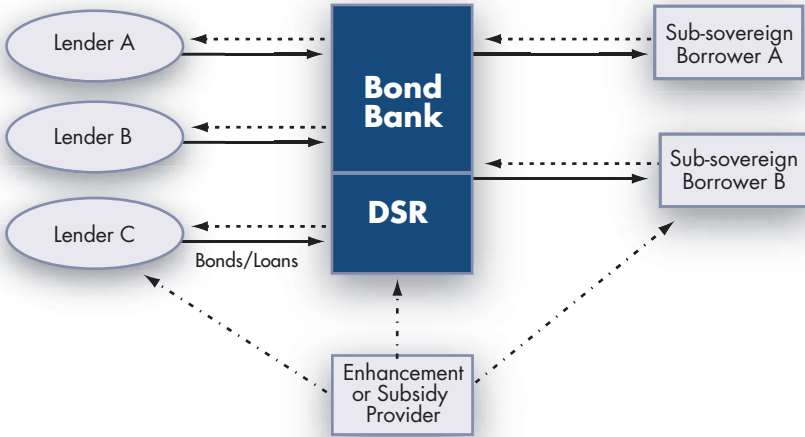 Lender A
Lender B
Lender C
Bonds/Loans
Bond
Bank
DSR
Sub-sovereign
Borrower A
Sub-sovereign
Borrower B
Enhancement
or Subsidy
Provider